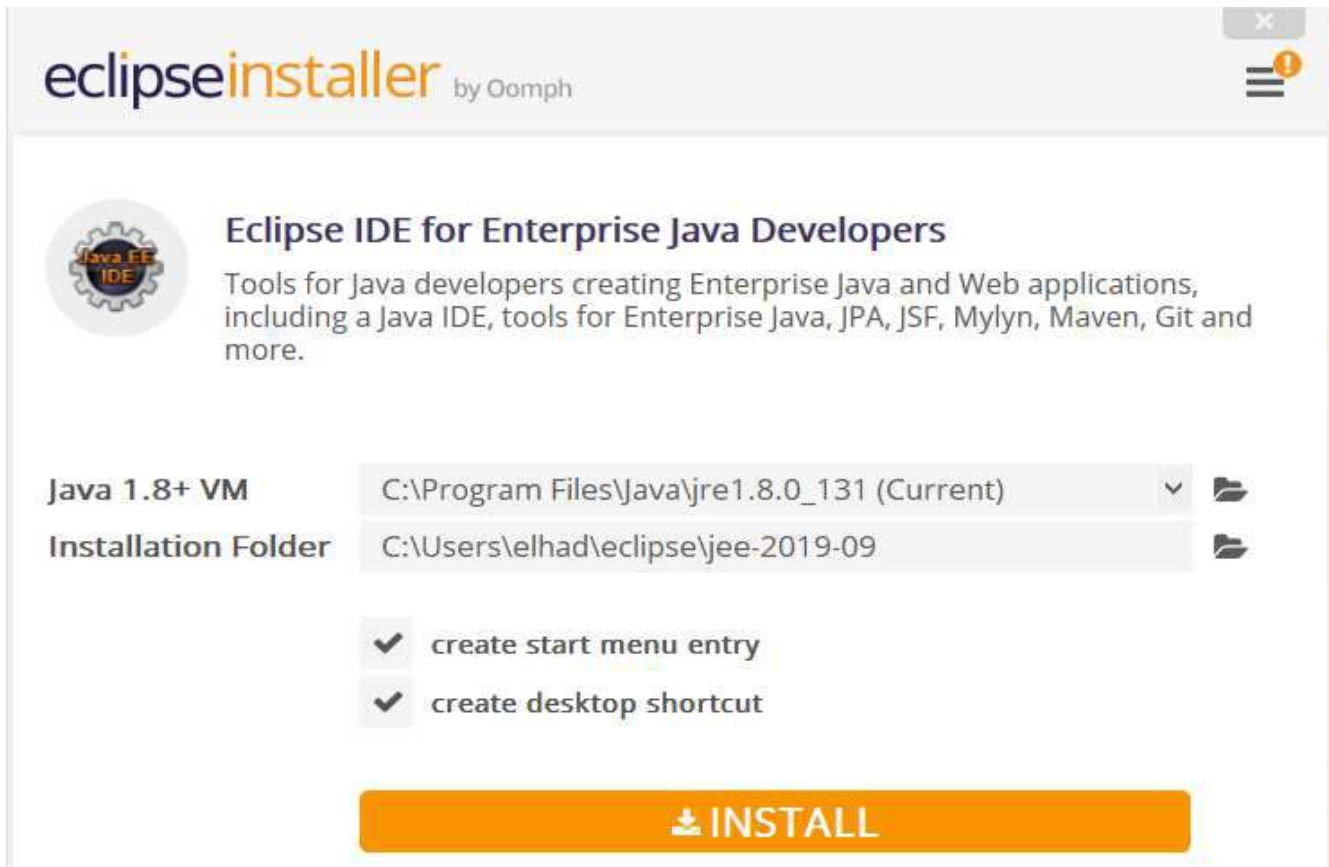 eclipseinstaller by Oomph
Java EE
IDE
Eclipse IDE for Enterprise Java Developers
Tools for Java developers creating Enterprise Java and Web applications,
including a Java IDE, tools for Enterprise Java, JPA, JSF, Mylyn, Maven, Git and
more.
Java 1.8+ VM C:\Program Files\Java\jre1.8.0_131 (Current)
Installation Folder C:\Users\elhad\eclipse\jee-2019-09
create start menu entry
create desktop shortcut
INSTALL